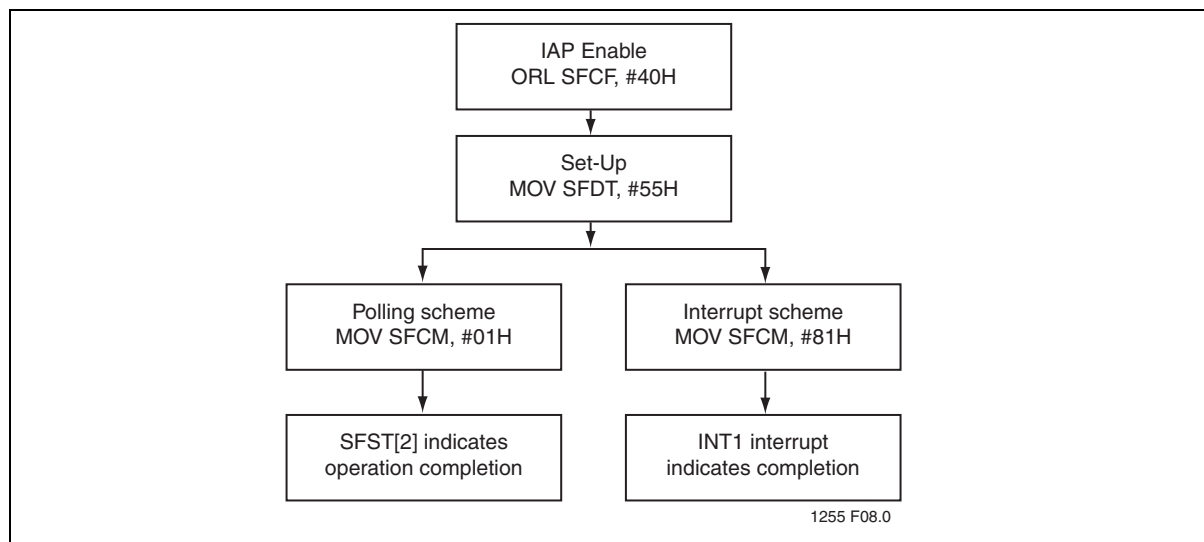 IAP Enable
ORL SFCF, #40H
Set-Up
MOV SFDT, #55H
Polling scheme
MOV SFCM, #01H
Interrupt scheme
MOV SFCM, #81H
SFST[2] indicates
operation completion
INT1 interrupt
indicates completion
1255 F08.0